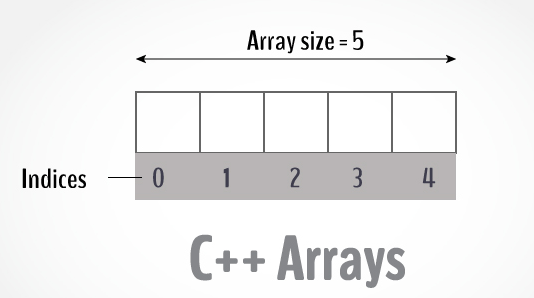 Array size = 5
Indices 0 1 2 3 4
C++ Arrays